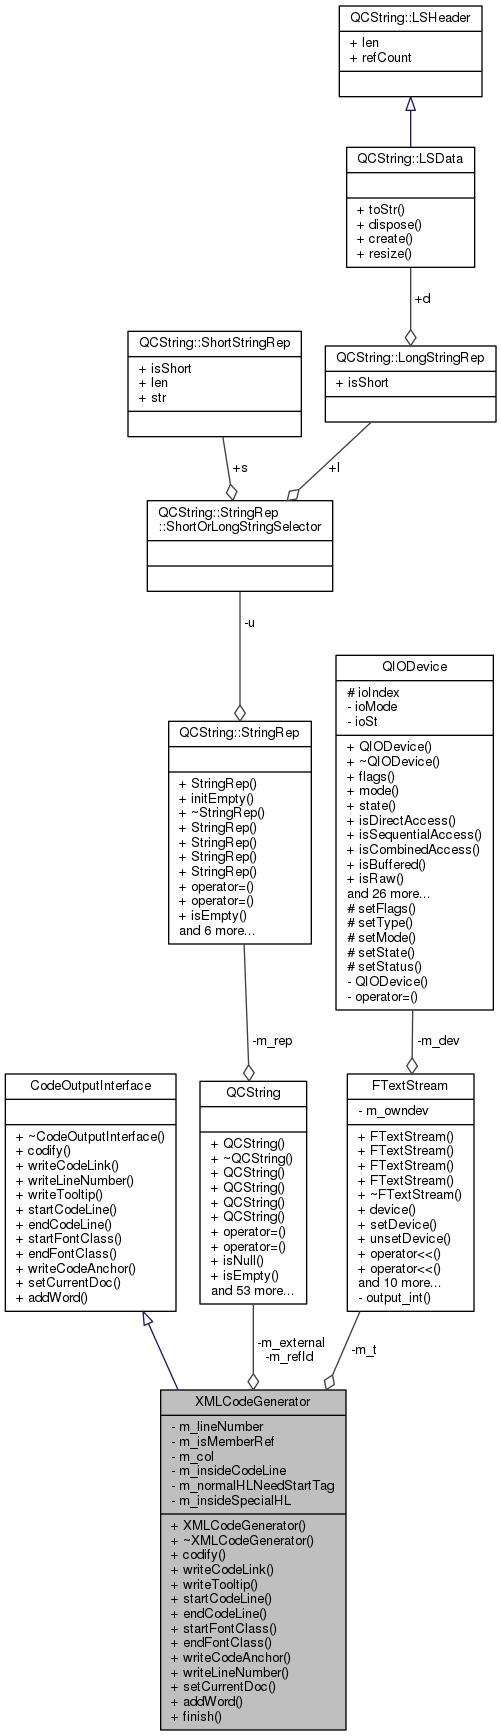 QCString::LSHeader
+ len
+ refCount
QCString::LSData
+ toStr()
+ dispose()
+ create()
+ resize()
+d
QCString::ShortStringRep
+ isShort
+ len
+ str
QCString::LongStringRep
+ isShort
+s
+l
QCString::StringRep
::ShortOrLongStringSelector
-u
QCString::StringRep
+ StringRep()
+ initEmpty()
+ ~StringRep()
+ StringRep()
+ StringRep()
+ StringRep()
+ StringRep()
+ operator=()
+ operator=()
+ isEmpty()
and 6 more...
QIODevice
# ioIndex
- ioMode
- ioSt
+ QIODevice()
+ ~QIODevice()
+ flags()
+ mode()
+ state()
+ isDirectAccess()
+ isSequentialAccess()
+ isCombinedAccess()
+ isBuffered()
+ isRaw()
and 26 more...
# setFlags()
# setType()
# setMode()
# setState()
# setStatus()
- QIODevice()
- operator=()
-m_rep
-m_dev
CodeOutputInterface
+ ~CodeOutputInterface()
+ codify()
+ writeCodeLink()
+ writeLineNumber()
+ writeTooltip()
+ startCodeLine()
+ endCodeLine()
+ startFontClass()
+ endFontClass()
+ writeCodeAnchor()
+ setCurrentDoc()
+ addWord()
QCString
+ QCString()
+ ~QCString()
+ QCString()
+ QCString()
+ QCString()
+ QCString()
+ operator=()
+ operator=()
+ isNull()
+ isEmpty()
and 53 more...
FTextStream
- m_owndev
+ FTextStream()
+ FTextStream()
+ FTextStream()
+ FTextStream()
+ ~FTextStream()
+ device()
+ setDevice()
+ unsetDevice()
+ operator<<()
+ operator<<()
and 10 more...
- output_int()
-m_external
-m_refId
-m_t
XMLCodeGenerator
- m_lineNumber
- m_isMemberRef
- m_col
- m_insideCodeLine
- m_normalHLNeedStartTag
- m_insideSpecialHL
+ XMLCodeGenerator()
+ ~XMLCodeGenerator()
+ codify()
+ writeCodeLink()
+ writeTooltip()
+ startCodeLine()
+ endCodeLine()
+ startFontClass()
+ endFontClass()
+ writeCodeAnchor()
+ writeLineNumber()
+ setCurrentDoc()
+ addWord()
+ finish()